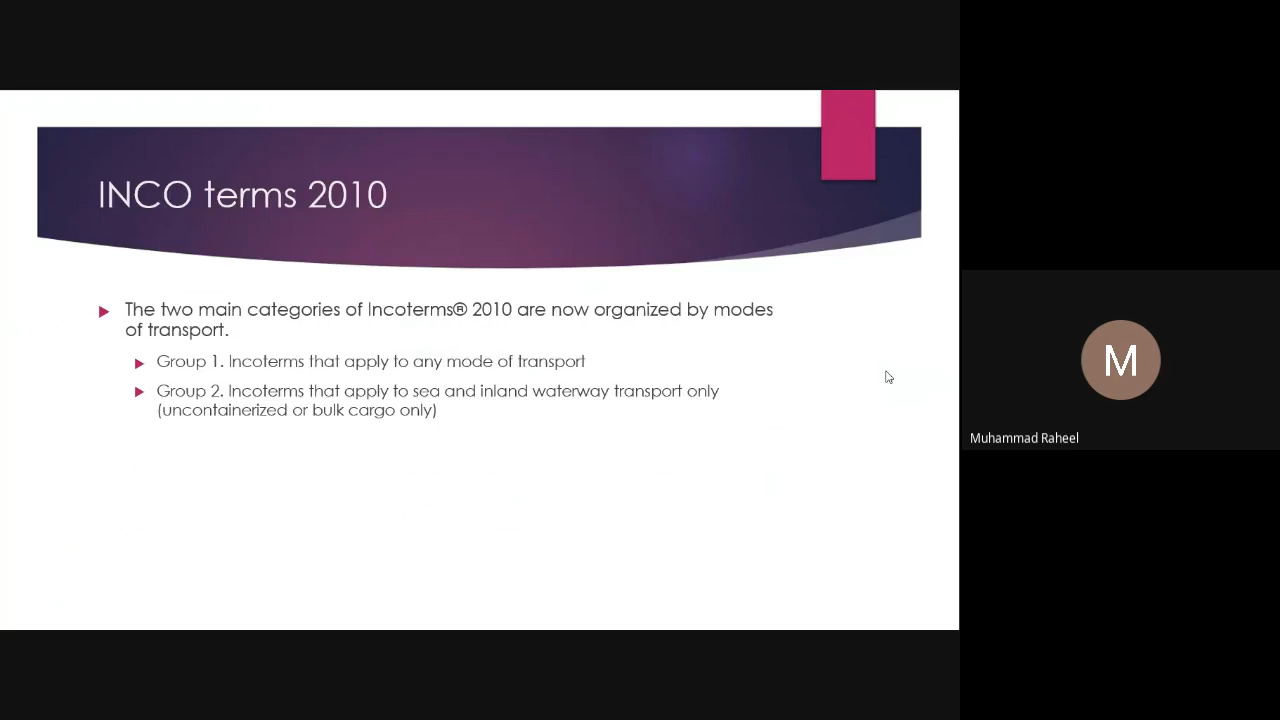 INCO terms 2010
The two main categories of Incoterms® 2010 are now organized by modes
of transport.
Group 1. Incoterms that apply to any mode of transport
Group 2. Incoterms that apply to sea and inland waterway transport only
(uncontainerized or bulk cargo only)
M
Muhammad Raheel